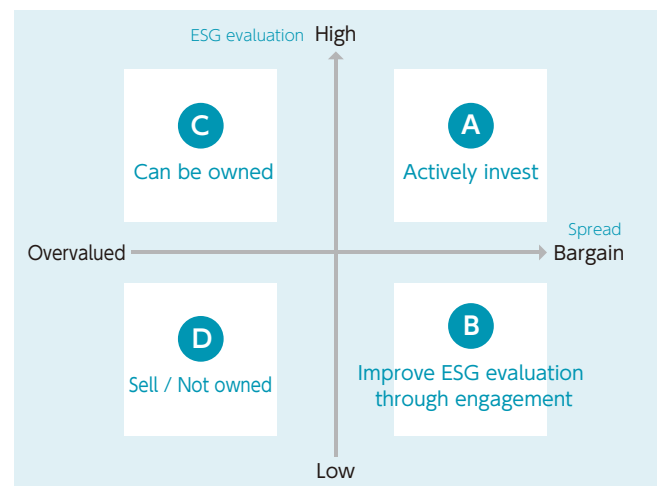 ESG evaluation High
C
Can be owned
A
Actively invest
Spread
Overvalued
Bargain
D
Sell / Not owned
B
Improve ESG evaluation
through engagement
Low